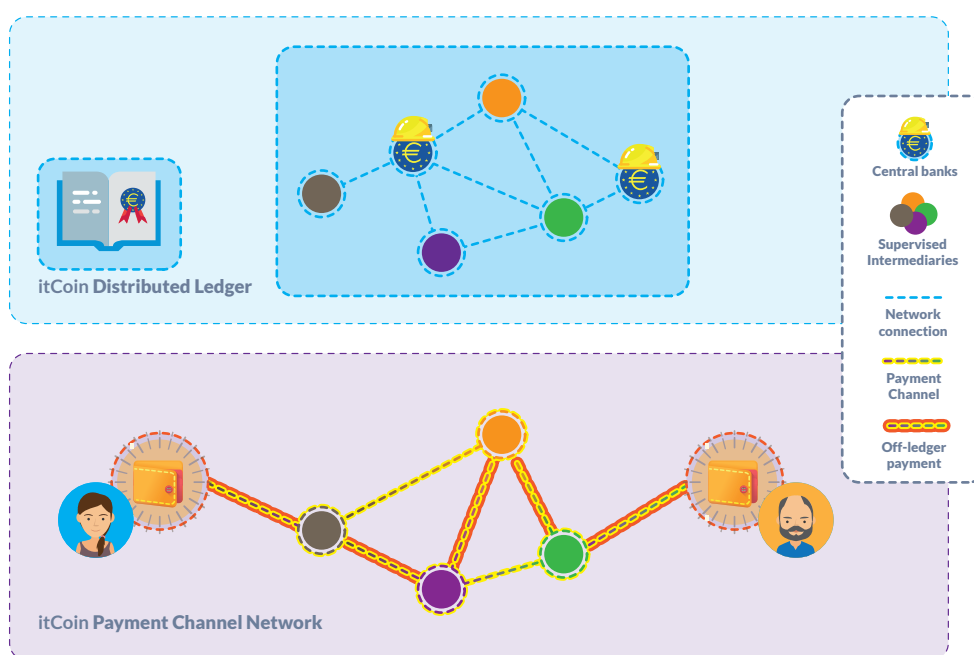 itCoin Distributed Ledger
Central banks
Supervised
Intermediaries
Network
connection
Payment
Channel
Off-ledger
payment
itCoin Payment Channel Network